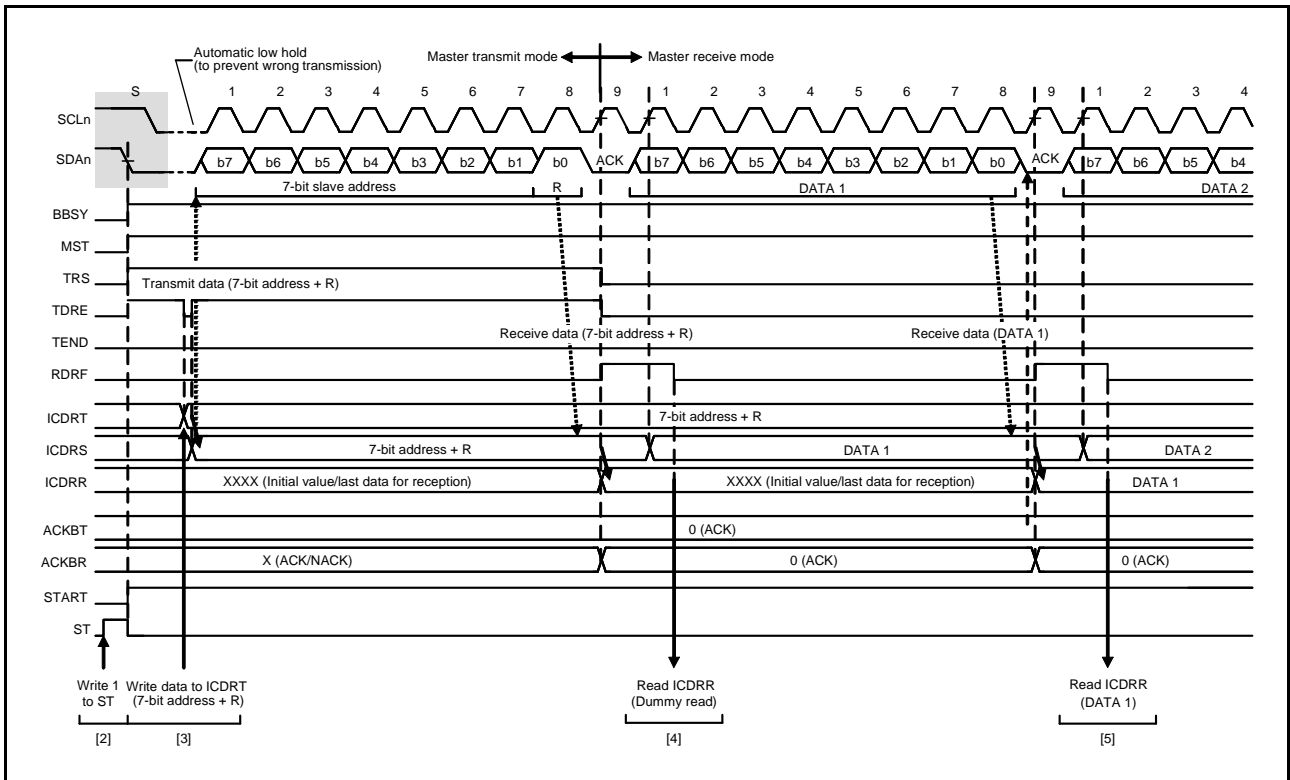 Automatic low hold
(to prevent wrong transmission)
Master transmit mode
Master receive mode
S 1 2 3 4 5 6 7 8 9 1 2 3 4 5 6 7 8 9 1 2 3 4
SCLn
SDAn b7 b6 b5 b4 b3 b2 b1 b0 ACK b7 b6 b5 b4 b3 b2 b1 b0 ACK b7 b6 b5 b4
7-bit slave address R DATA 1 DATA 2
BBSY
MST
TRS
Transmit data (7-bit address + R)
TDRE
Receive data (7-bit address + R) Receive data (DATA 1)
TEND
RDRF
ICDRT 7-bit address + R
ICDRS 7-bit address + R DATA 1 DATA 2
ICDRR XXXX (Initial value/last data for reception) XXXX (Initial value/last data for reception) DATA 1
ACKBT 0 (ACK)
ACKBR X (ACK/NACK) 0 (ACK) 0 (ACK)
START
ST
Write 1
to ST
Write data to ICDRT
(7-bit address + R)
Read ICDRR
(Dummy read)
Read ICDRR
(DATA 1)
[2] [3] [4] [5]